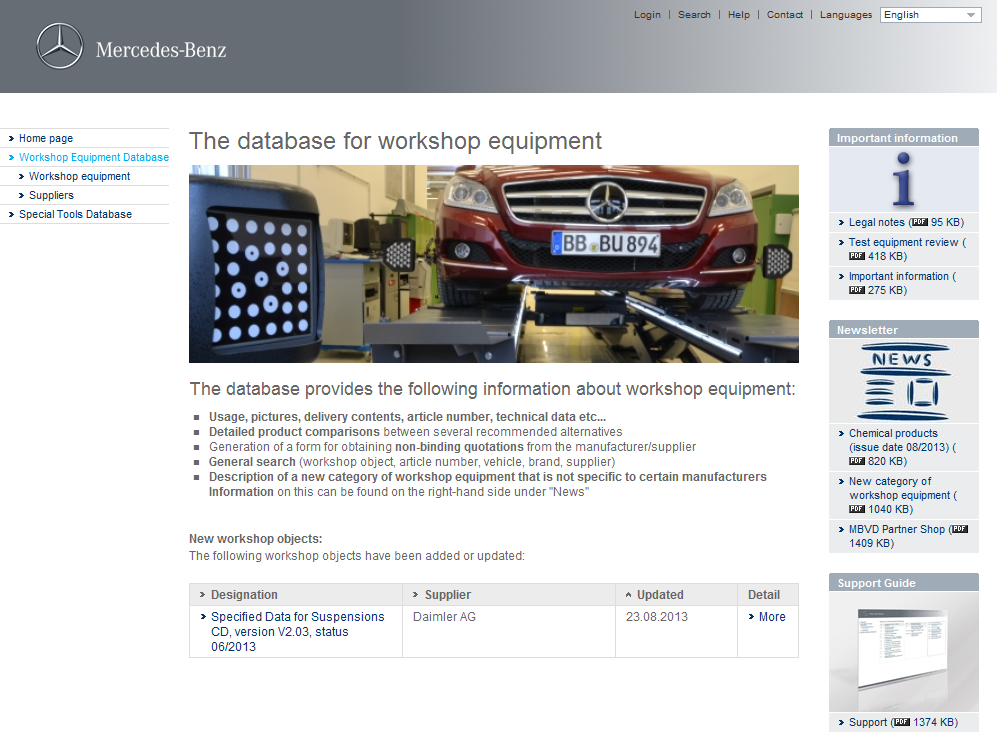 Login | Search | Help | Contact | Languages English
Mercedes-Benz
Home page
Workshop Equipment Database
Workshop equipment
Suppliers
Special Tools Database
The database for workshop equipment
BB BU 894
The database provides the following information about workshop equipment:
Usage, pictures, delivery contents, article number, technical data etc...
Detailed product comparisons between several recommended alternatives
Generation of a form for obtaining non-binding quotations from the manufacturer/supplier
General search (workshop object, article number, vehicle, brand, supplier)
Description of a new category of workshop equipment that is not specific to certain manufacturers
Information on this can be found on the right-hand side under "News"
New workshop objects:
The following workshop objects have been added or updated:
Designation Supplier Updated Detail
Specified Data for Suspensions Daimler AG 23.08.2013 More
CD, version V2.03, status
06/2013
Important information
i
Legal notes (PDF 95 KB)
Test equipment review (
PDF 418 KB)
Important information (
PDF 275 KB)
Newsletter
NEWS
Chemical products
(issue date 08/2013) (
PDF 820 KB)
New category of
workshop equipment (
PDF 1040 KB)
MBVD Partner Shop (PDF
1409 KB)
Support Guide
Support (PDF 1374 KB)